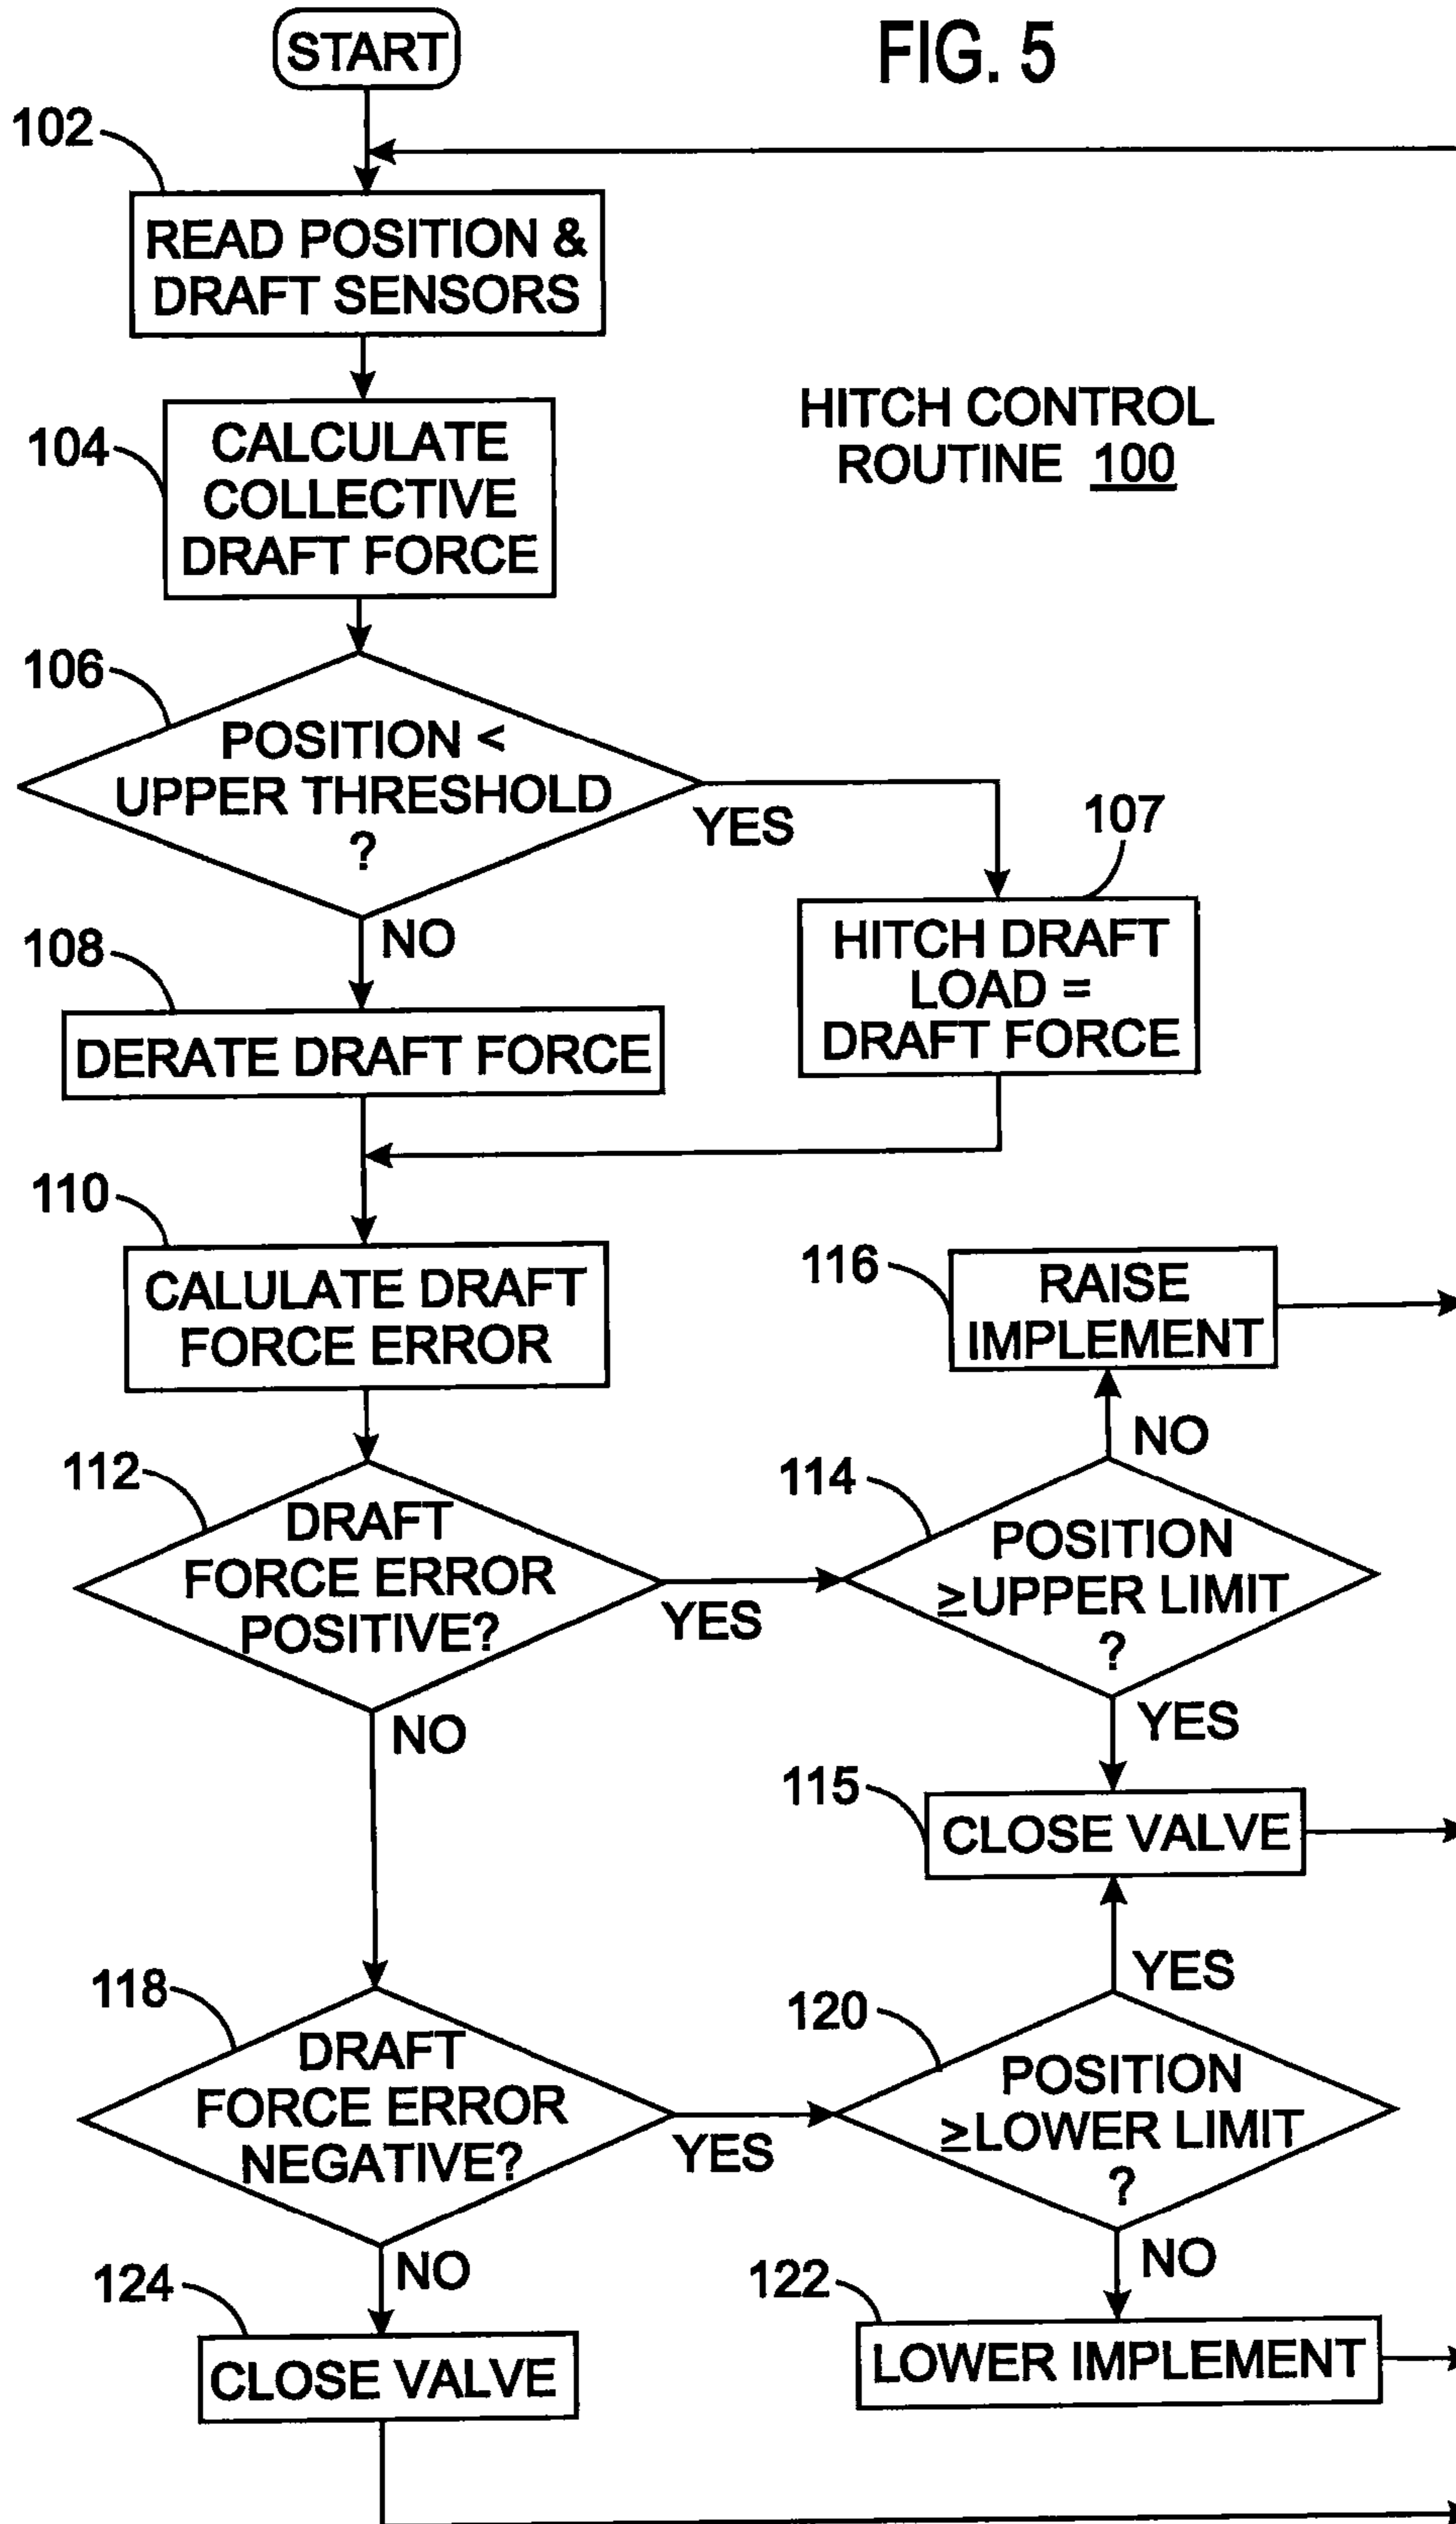 START
FIG. 5
102
READ POSITION &
DRAFT SENSORS
HITCH CONTROL
ROUTINE 100
104
CALCULATE
COLLECTIVE
DRAFT FORCE
106
POSITION <
UPPER THRESHOLD
?
YES
NO
107
HITCH DRAFT
LOAD =
DRAFT FORCE
108
DERATE DRAFT FORCE
110
CALULATE DRAFT
FORCE ERROR
116
RAISE
IMPLEMENT
NO
112
DRAFT
FORCE ERROR
POSITIVE?
YES
NO
114
POSITION
≥UPPER LIMIT
?
YES
115
CLOSE VALVE
YES
118
DRAFT
FORCE ERROR
NEGATIVE?
YES
NO
120
POSITION
≥LOWER LIMIT
?
NO
124
CLOSE VALVE
122
LOWER IMPLEMENT